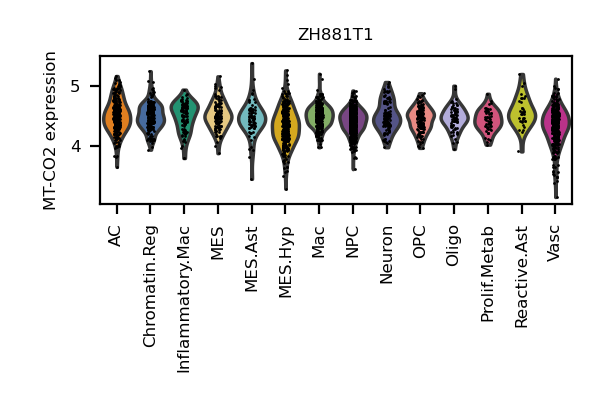 ZH881T1
MT-CO2 expression
5
4
AC
Chromatin.Reg
Inflammatory.Mac
MES
MES.Ast
MES.Hyp
Mac
NPC
Neuron
OPC
Oligo
Prolif.Metab
Reactive.Ast
Vasc